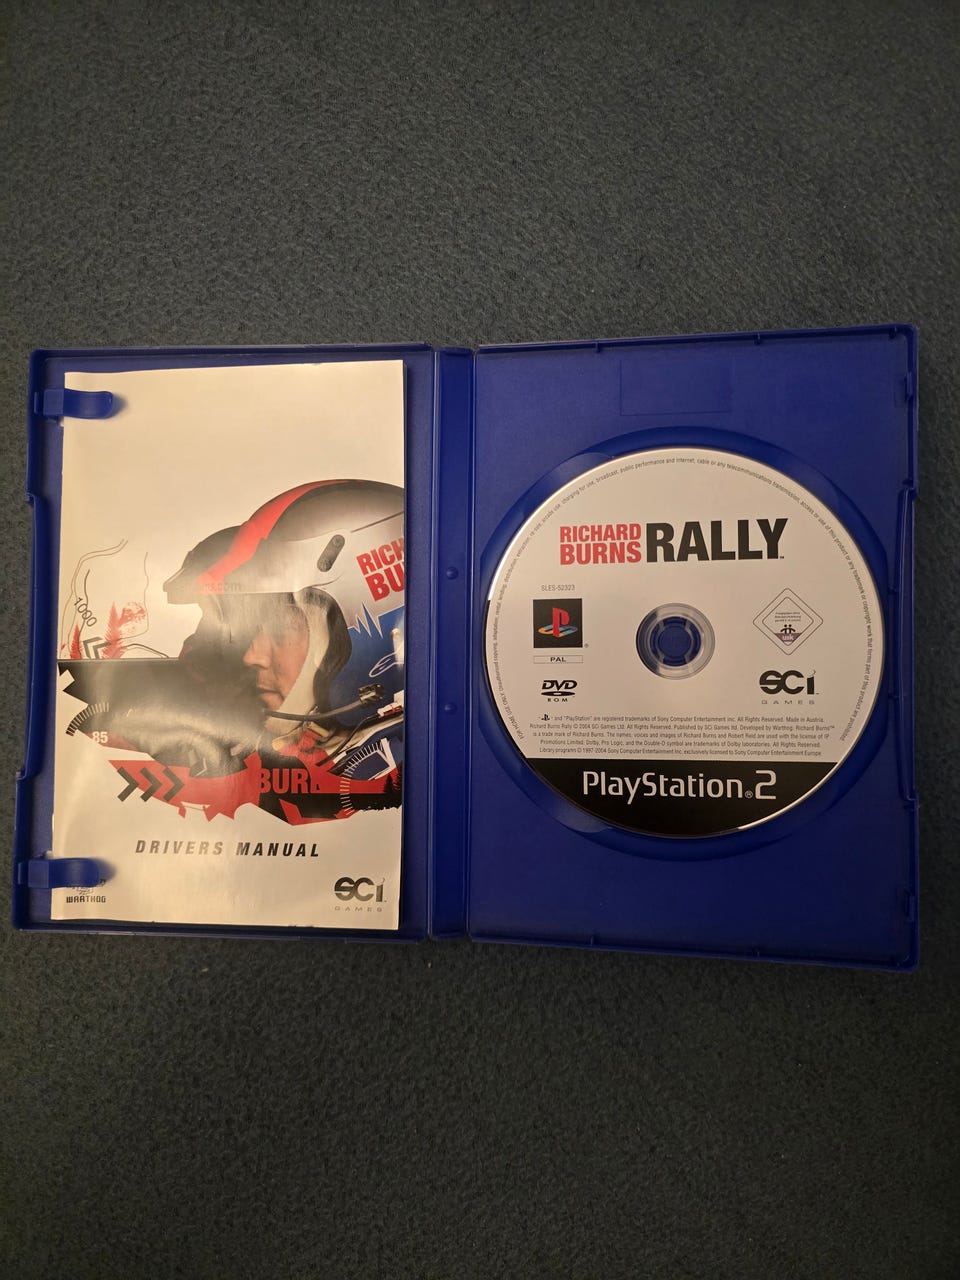 RICH
BU
1000
85
BURN
DRIVERS MANUAL
WARTHOG
SCi
GAMES
RICHARD
BURNS
RALLY
SLES-52323
PAL
DVD
ROM
uk
SCi
GAMES
and "PlayStation" are registered trademarks of Sony Computer Entertainment Inc. All Rights Reserved. Made in Austria.
Richard Burns Rally © 2004 SCi Games Ltd. All Rights Reserved. Published by SCi Games Ltd. Developed by Warthog. Richard Burns™
is a trade mark of Richard Burns. The names, voices and images of Richard Burns and Robert Reid are used with the license of IP
Promotions Limited. Dolby, Pro Logic, and the Double-D symbol are trademarks of Dolby laboratories. All Rights Reserved.
Library programs © 1997-2004 Sony Computer Entertainment Inc. exclusively licensed to Sony Computer Entertainment Europe.
PlayStation®2